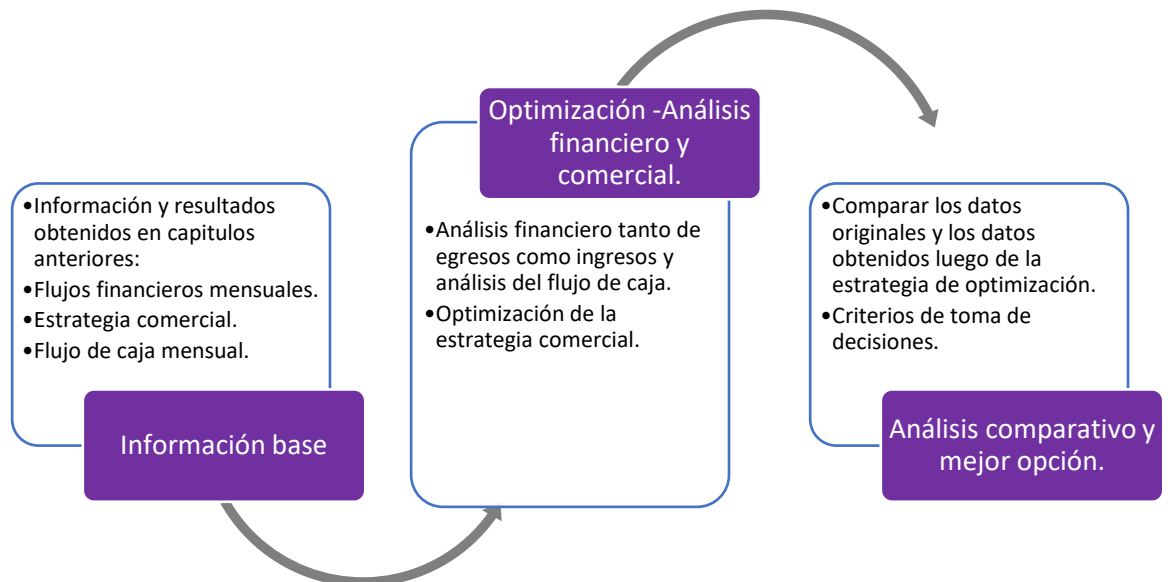 •Información y resultados
obtenidos en capitulos
anteriores:
•Flujos financieros mensuales.
•Estrategia comercial.
•Flujo de caja mensual.
Información base
Optimización -Análisis
financiero y
comercial.
•Análisis financiero tanto de
egresos como ingresos y
análisis del flujo de caja.
•Optimización de la
estrategia comercial.
•Comparar los datos
originales y los datos
obtenidos luego de la
estrategia de optimización.
•Criterios de toma de
decisiones.
Análisis comparativo y
mejor opción.